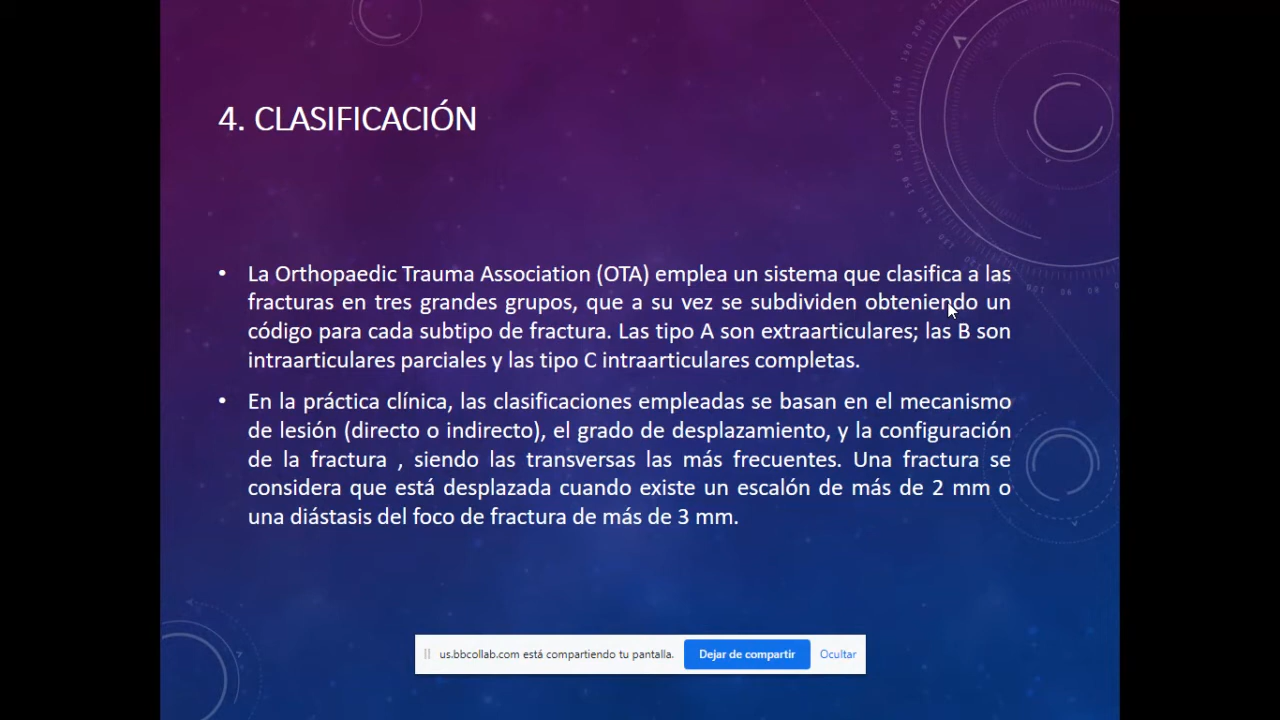 4. CLASIFICACIÓN
• La Orthopaedic Trauma Association (OTA) emplea un sistema que clasifica a las
fracturas en tres grandes grupos, que a su vez se subdividen obteniendo un
código para cada subtipo de fractura. Las tipo A son extraarticulares; las B son
intraarticulares parciales y las tipo C intraarticulares completas.
• En la práctica clínica, las clasificaciones empleadas se basan en el mecanismo
de lesión (directo o indirecto), el grado de desplazamiento, y la configuración
de la fractura , siendo las transversas las más frecuentes. Una fractura se
considera que está desplazada cuando existe un escalón de más de 2 mm o
una diástasis del foco de fractura de más de 3 mm.
us.bbcollab.com está compartiendo tu pantalla.
Dejar de compartir
Ocultar